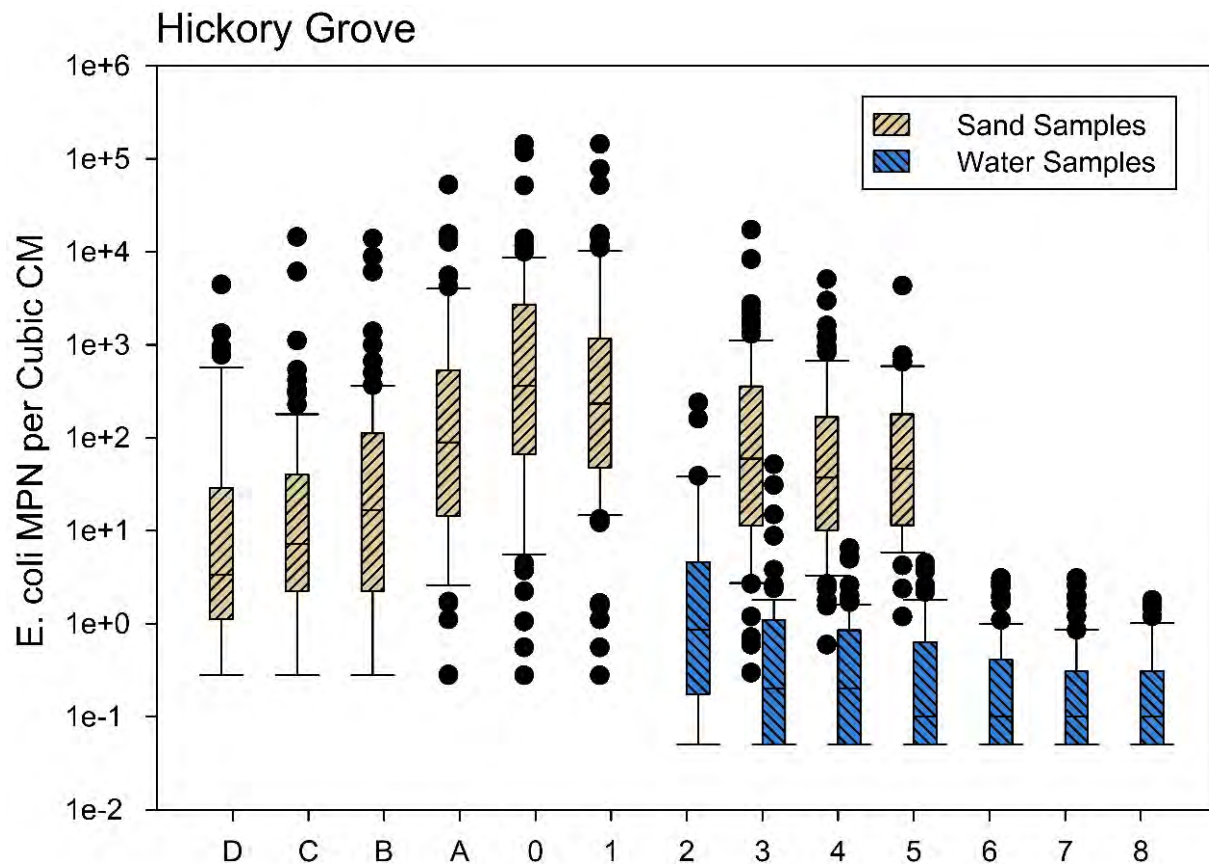 Hickory Grove
1e+6
1e+5
1e+4
1e+3
1e+2
1e+1
1e+0
1e-1
1e-2
E. coli MPN per Cubic CM
Sand Samples
Water Samples
D C B A 0 1 2 3 4 5 6 7 8